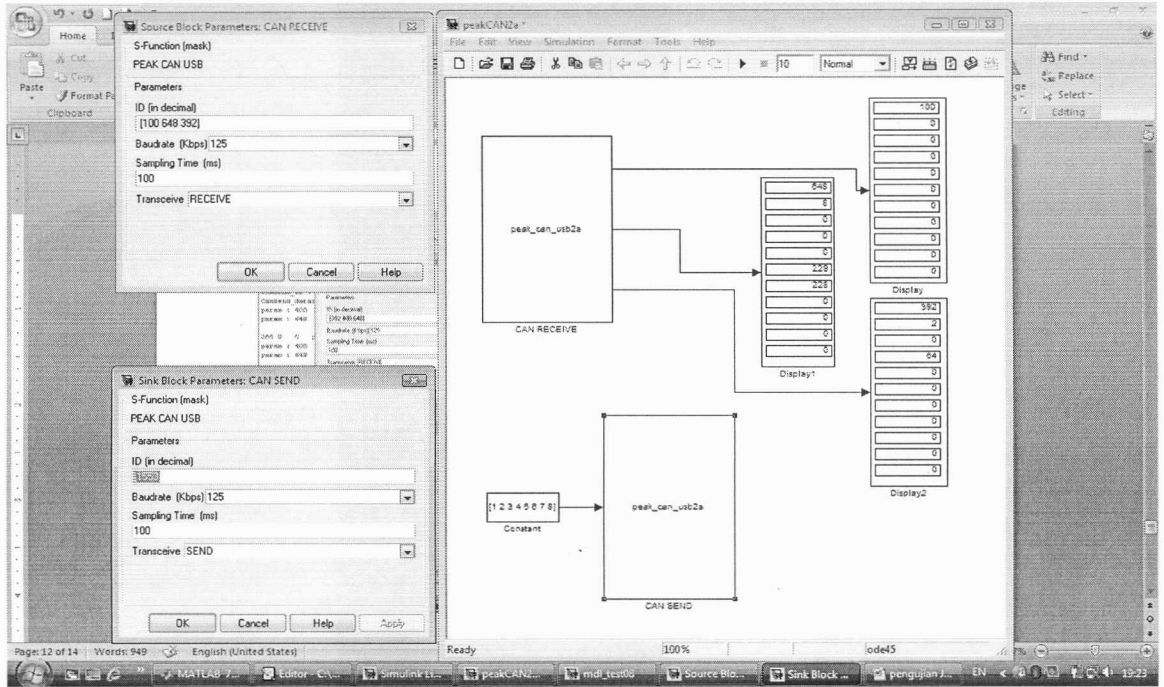 Home
Cut
Copy
Paste
Format Pa
Clipboard
Source Block Parameters: CAN RECEIVE
S-Function (mask)
PEAK CAN USB
Parameters
ID (in decimal)
[100 648 392]
Baudrate (Kbps) 125
Sampling Time (ms)
100
Transceive RECEIVE
OK Cancel Help
Sink Block Parameters: CAN SEND
S-Function (mask)
PEAK CAN USB
Parameters
ID (in decimal)
Baudrate (Kbps) 125
Sampling Time (ms)
100
Transceive SEND
OK Cancel Help Apply
peakCAN2a *
File Edit View Simulation Format Tools Help
10 Normal
peak_can_usb2a
CAN RECEIVE
100
0
0
0
0
0
0
0
0
0
0
Display
648
8
0
0
0
228
228
0
0
0
0
Display1
392
2
0
64
0
0
0
0
0
0
0
Display2
[1 2 3 4 5 6 7 8]
Constant
peak_can_usb2a
CAN SEND
Ready 100% ode45
Find
Replace
Select
Editing
Page: 12 of 14 Words: 949 English (United States)
MATLAB 7... Editor - C:\... Simulink Li... peakCAN2... mdl_test08 Source Blo... Sink Block ... pengujian J... EN 19:23